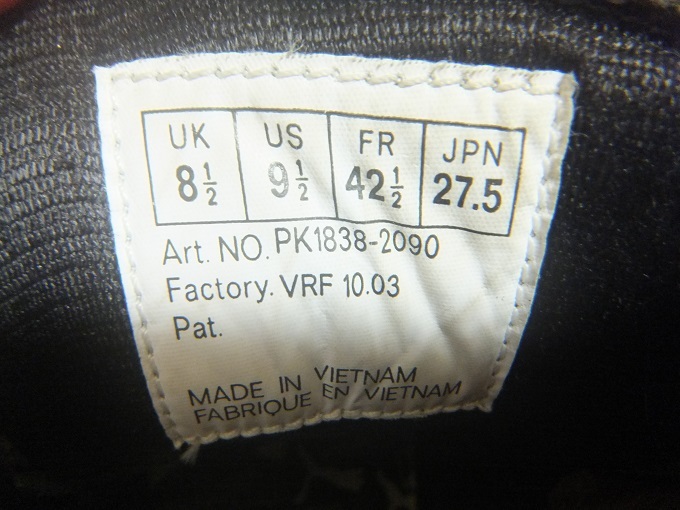 UK US FR JPN
8½ 9½ 42½ 27.5
Art. NO. PK1838-2090
Factory. VRF 10.03
Pat.
MADE IN VIETNAM
FABRIQUE EN VIETNAM